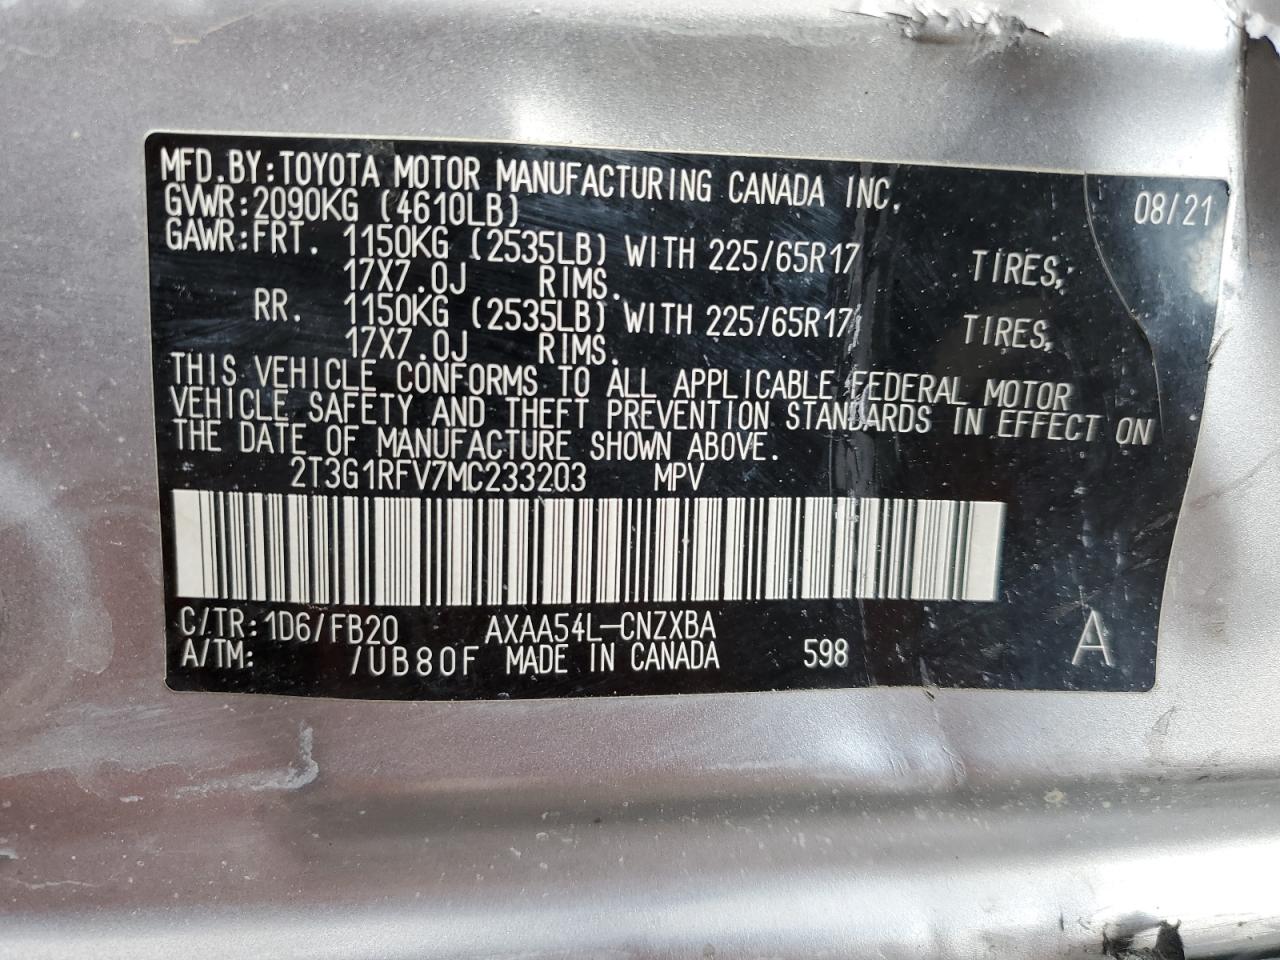 MFD.BY:TOYOTA MOTOR MANUFACTURING CANADA INC. 08/21
GVWR:2090KG (4610LB)
GAWR:FRT. 1150KG (2535LB) WITH 225/65R17 TIRES,
17X7.0J RIMS.
RR. 1150KG (2535LB) WITH 225/65R17 TIRES,
17X7.0J RIMS.
THIS VEHICLE CONFORMS TO ALL APPLICABLE FEDERAL MOTOR
VEHICLE SAFETY AND THEFT PREVENTION STANDARDS IN EFFECT ON
THE DATE OF MANUFACTURE SHOWN ABOVE.
2T3G1RFV7MC233203 MPV
C/TR:1D6/FB20 AXAA54L-CNZXBA
A/TM: /UB80F MADE IN CANADA 598 A